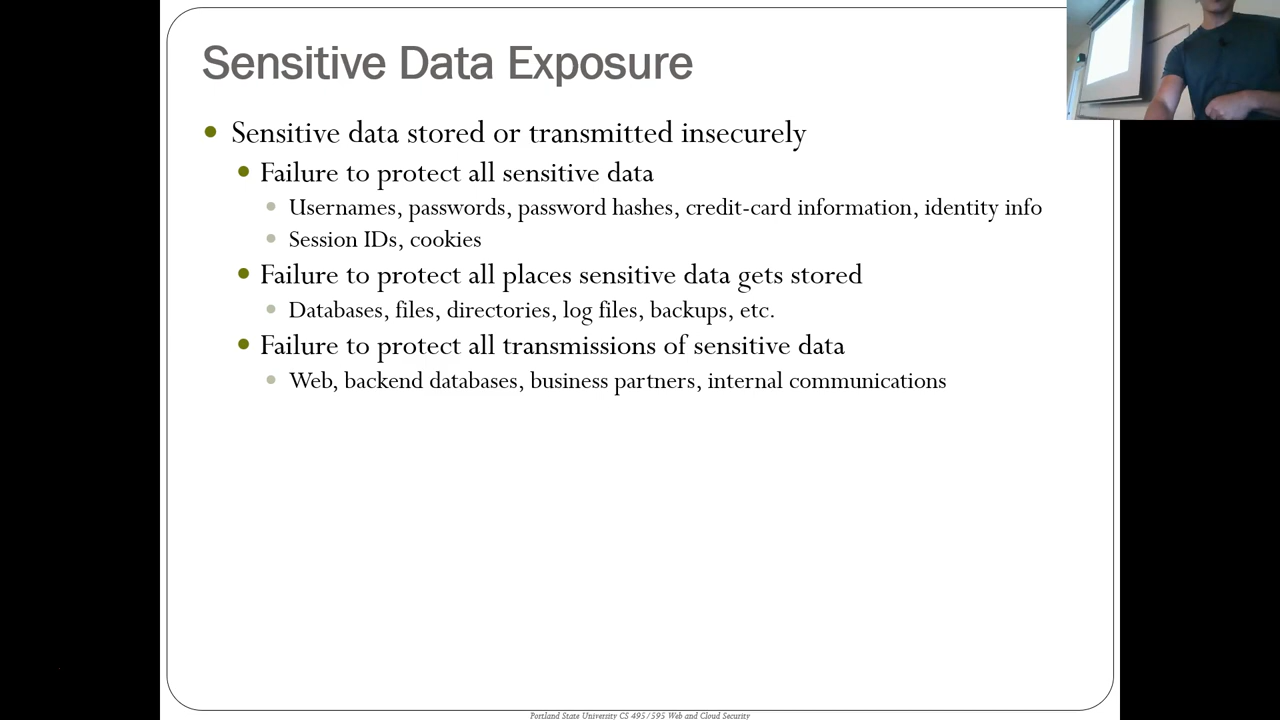 Sensitive Data Exposure
Sensitive data stored or transmitted insecurely
Failure to protect all sensitive data
Usernames, passwords, password hashes, credit-card information, identity info
Session IDs, cookies
Failure to protect all places sensitive data gets stored
Databases, files, directories, log files, backups, etc.
Failure to protect all transmissions of sensitive data
Web, backend databases, business partners, internal communications
Portland State University CS 495/595 Web and Cloud Security